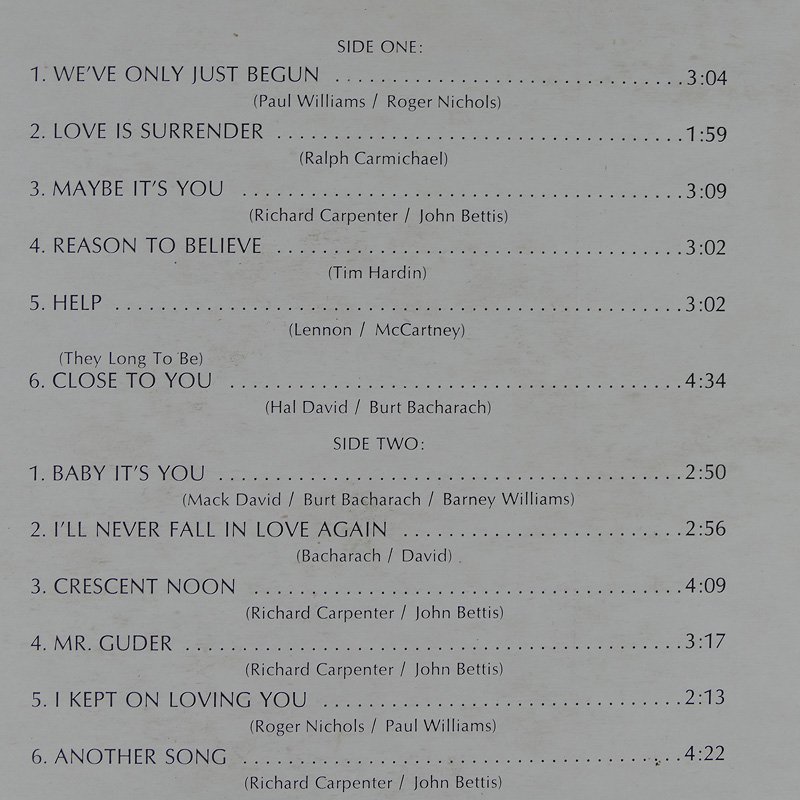 SIDE ONE:
1. WE'VE ONLY JUST BEGUN ........................ 3:04
(Paul Williams / Roger Nichols)
2. LOVE IS SURRENDER ........................ 1:59
(Ralph Carmichael)
3. MAYBE IT'S YOU ........................ 3:09
(Richard Carpenter / John Bettis)
4. REASON TO BELIEVE ........................ 3:02
(Tim Hardin)
5. HELP ........................ 3:02
(Lennon / McCartney)
(They Long To Be)
6. CLOSE TO YOU ........................ 4:34
(Hal David / Burt Bacharach)
SIDE TWO:
1. BABY IT'S YOU ........................ 2:50
(Mack David / Burt Bacharach / Barney Williams)
2. I'LL NEVER FALL IN LOVE AGAIN ........................ 2:56
(Bacharach / David)
3. CRESCENT NOON ........................ 4:09
(Richard Carpenter / John Bettis)
4. MR. GUDER ........................ 3:17
(Richard Carpenter / John Bettis)
5. I KEPT ON LOVING YOU ........................ 2:13
(Roger Nichols / Paul Williams)
6. ANOTHER SONG ........................ 4:22
(Richard Carpenter / John Bettis)